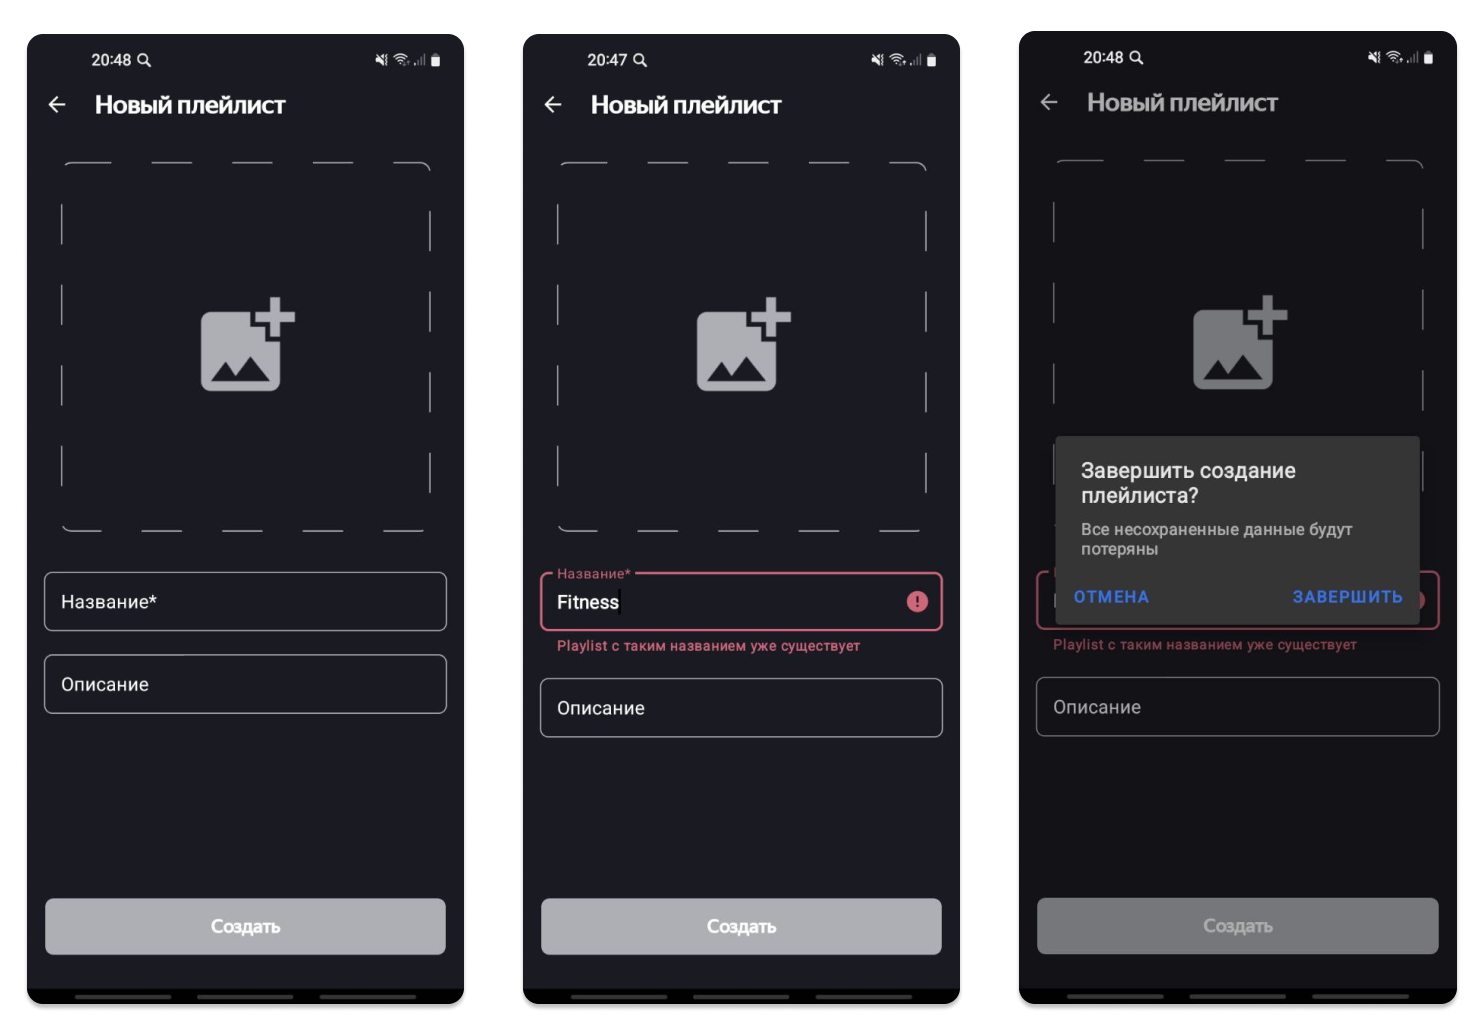 20:48
Новый плейлист
Название*
Описание
Создать
20:47
Новый плейлист
Название*
Fitness
Playlist с таким названием уже существует
Описание
Создать
20:48
Новый плейлист
Завершить создание
плейлиста?
Все несохраненные данные будут
потеряны
ОТМЕНА
ЗАВЕРШИТЬ
Playlist с таким названием уже существует
Описание
Создать